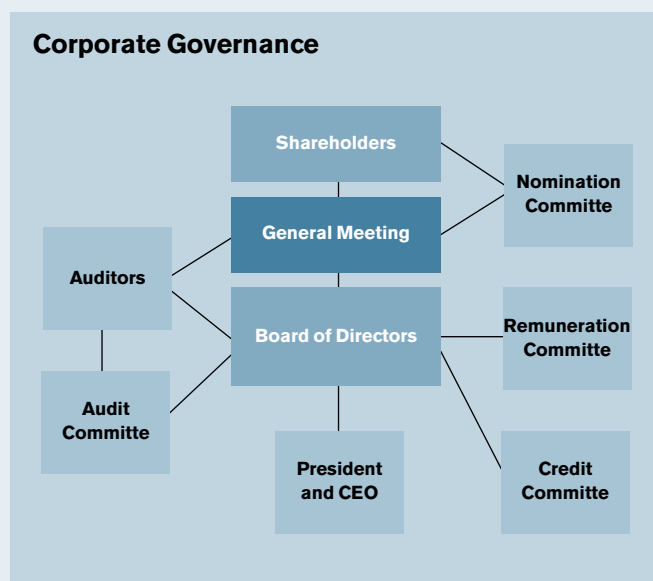 Corporate Governance
Shareholders
Nomination
Committe
General Meeting
Auditors
Board of Directors
Remuneration
Committe
Audit
Committe
President
and CEO
Credit
Committe